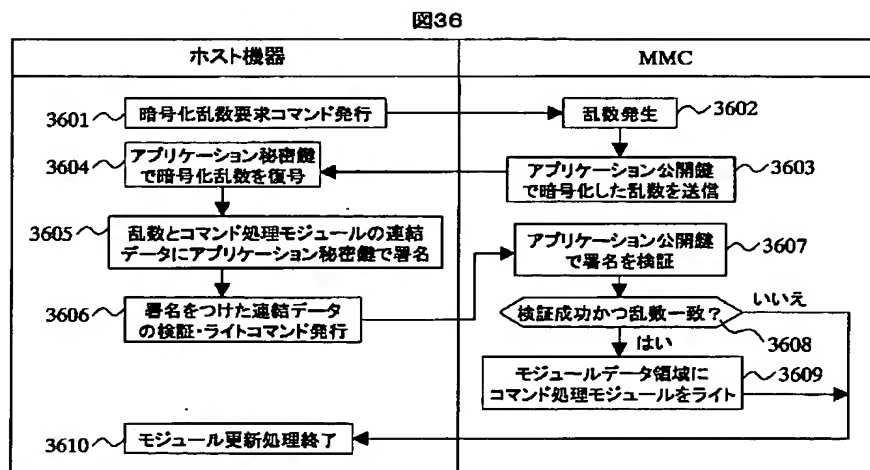 図36
ホスト機器
MMC
3601
暗号化乱数要求コマンド発行
乱数発生
3602
3604
アプリケーション秘密鍵
で暗号化乱数を復号
アプリケーション公開鍵
で暗号化した乱数を送信
3603
3605
乱数とコマンド処理モジュールの連結
データにアプリケーション秘密鍵で署名
アプリケーション公開鍵
で署名を検証
3607
3606
署名をつけた連結データ
の検証・ライトコマンド発行
検証成功かつ乱数一致?
いいえ
3608
はい
モジュールデータ領域に
コマンド処理モジュールをライト
3609
3610
モジュール更新処理終了